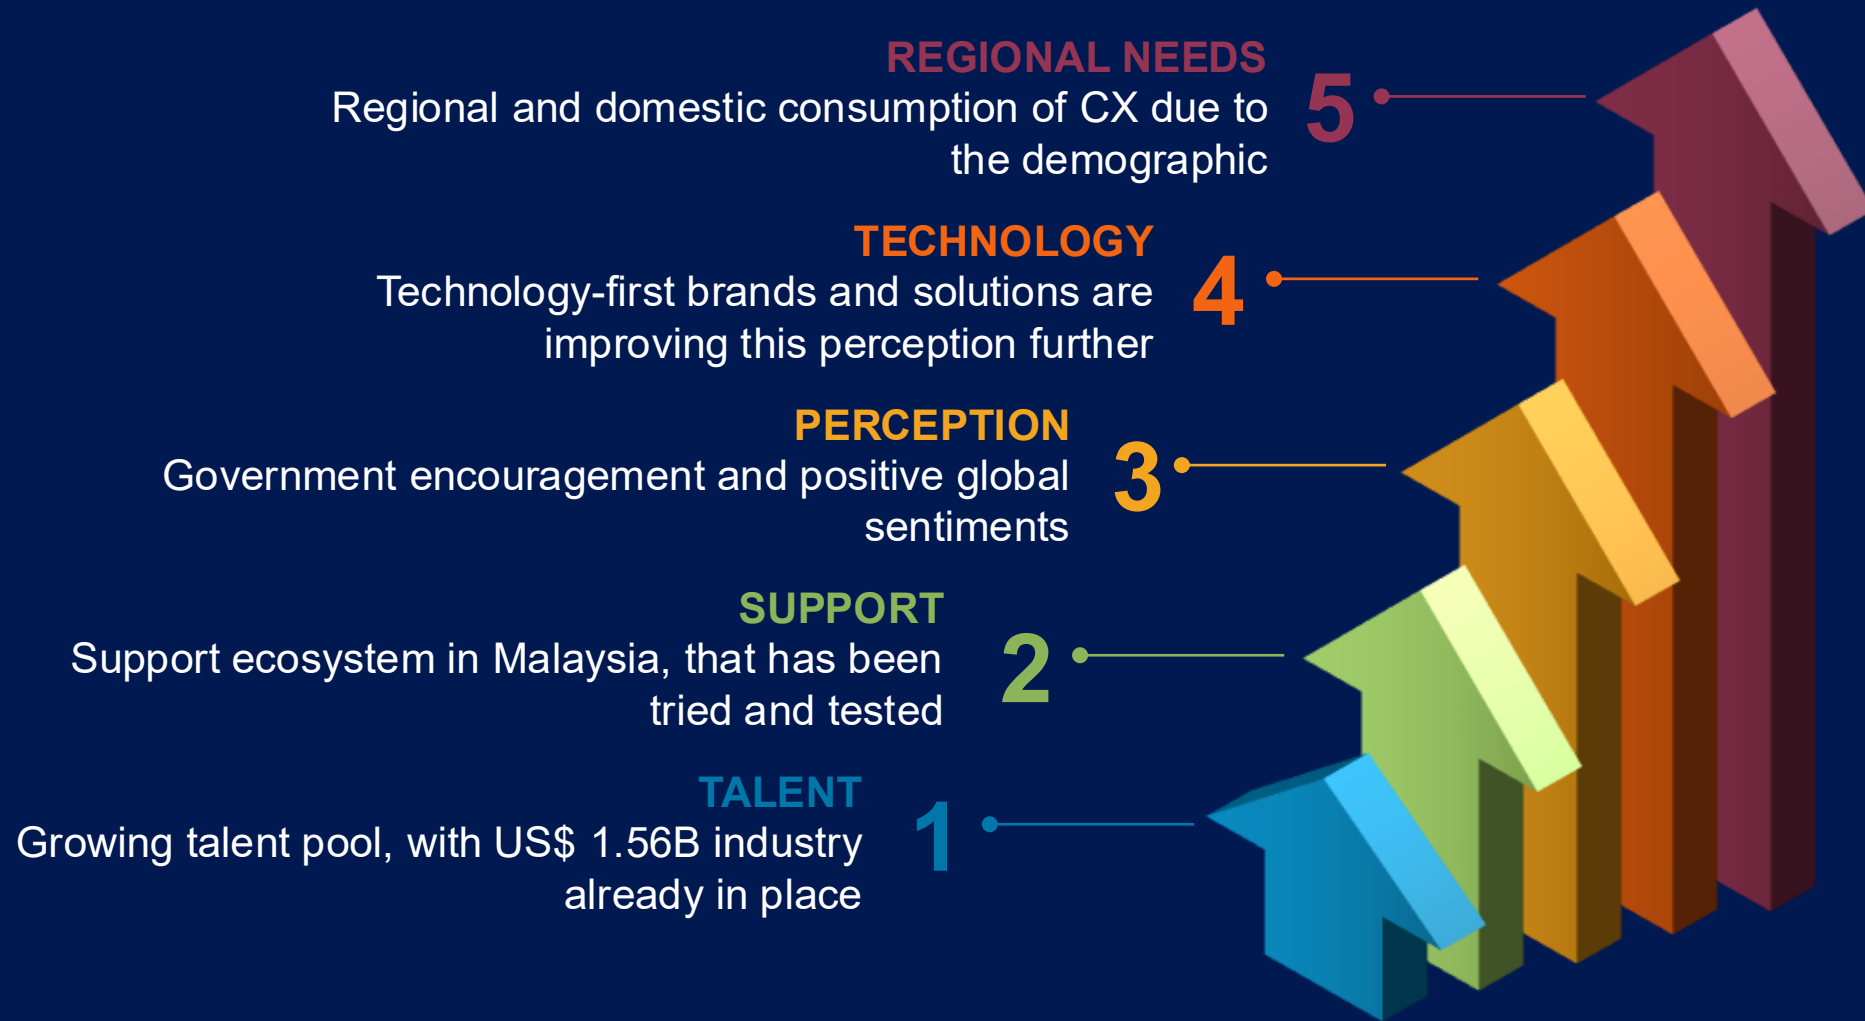 REGIONAL NEEDS
Regional and domestic consumption of CX due to
the demographic
5
TECHNOLOGY
Technology-first brands and solutions are
improving this perception further
4
PERCEPTION
Government encouragement and positive global
sentiments
3
SUPPORT
Support ecosystem in Malaysia, that has been
tried and tested
2
TALENT
Growing talent pool, with US$ 1.56B industry
already in place
1